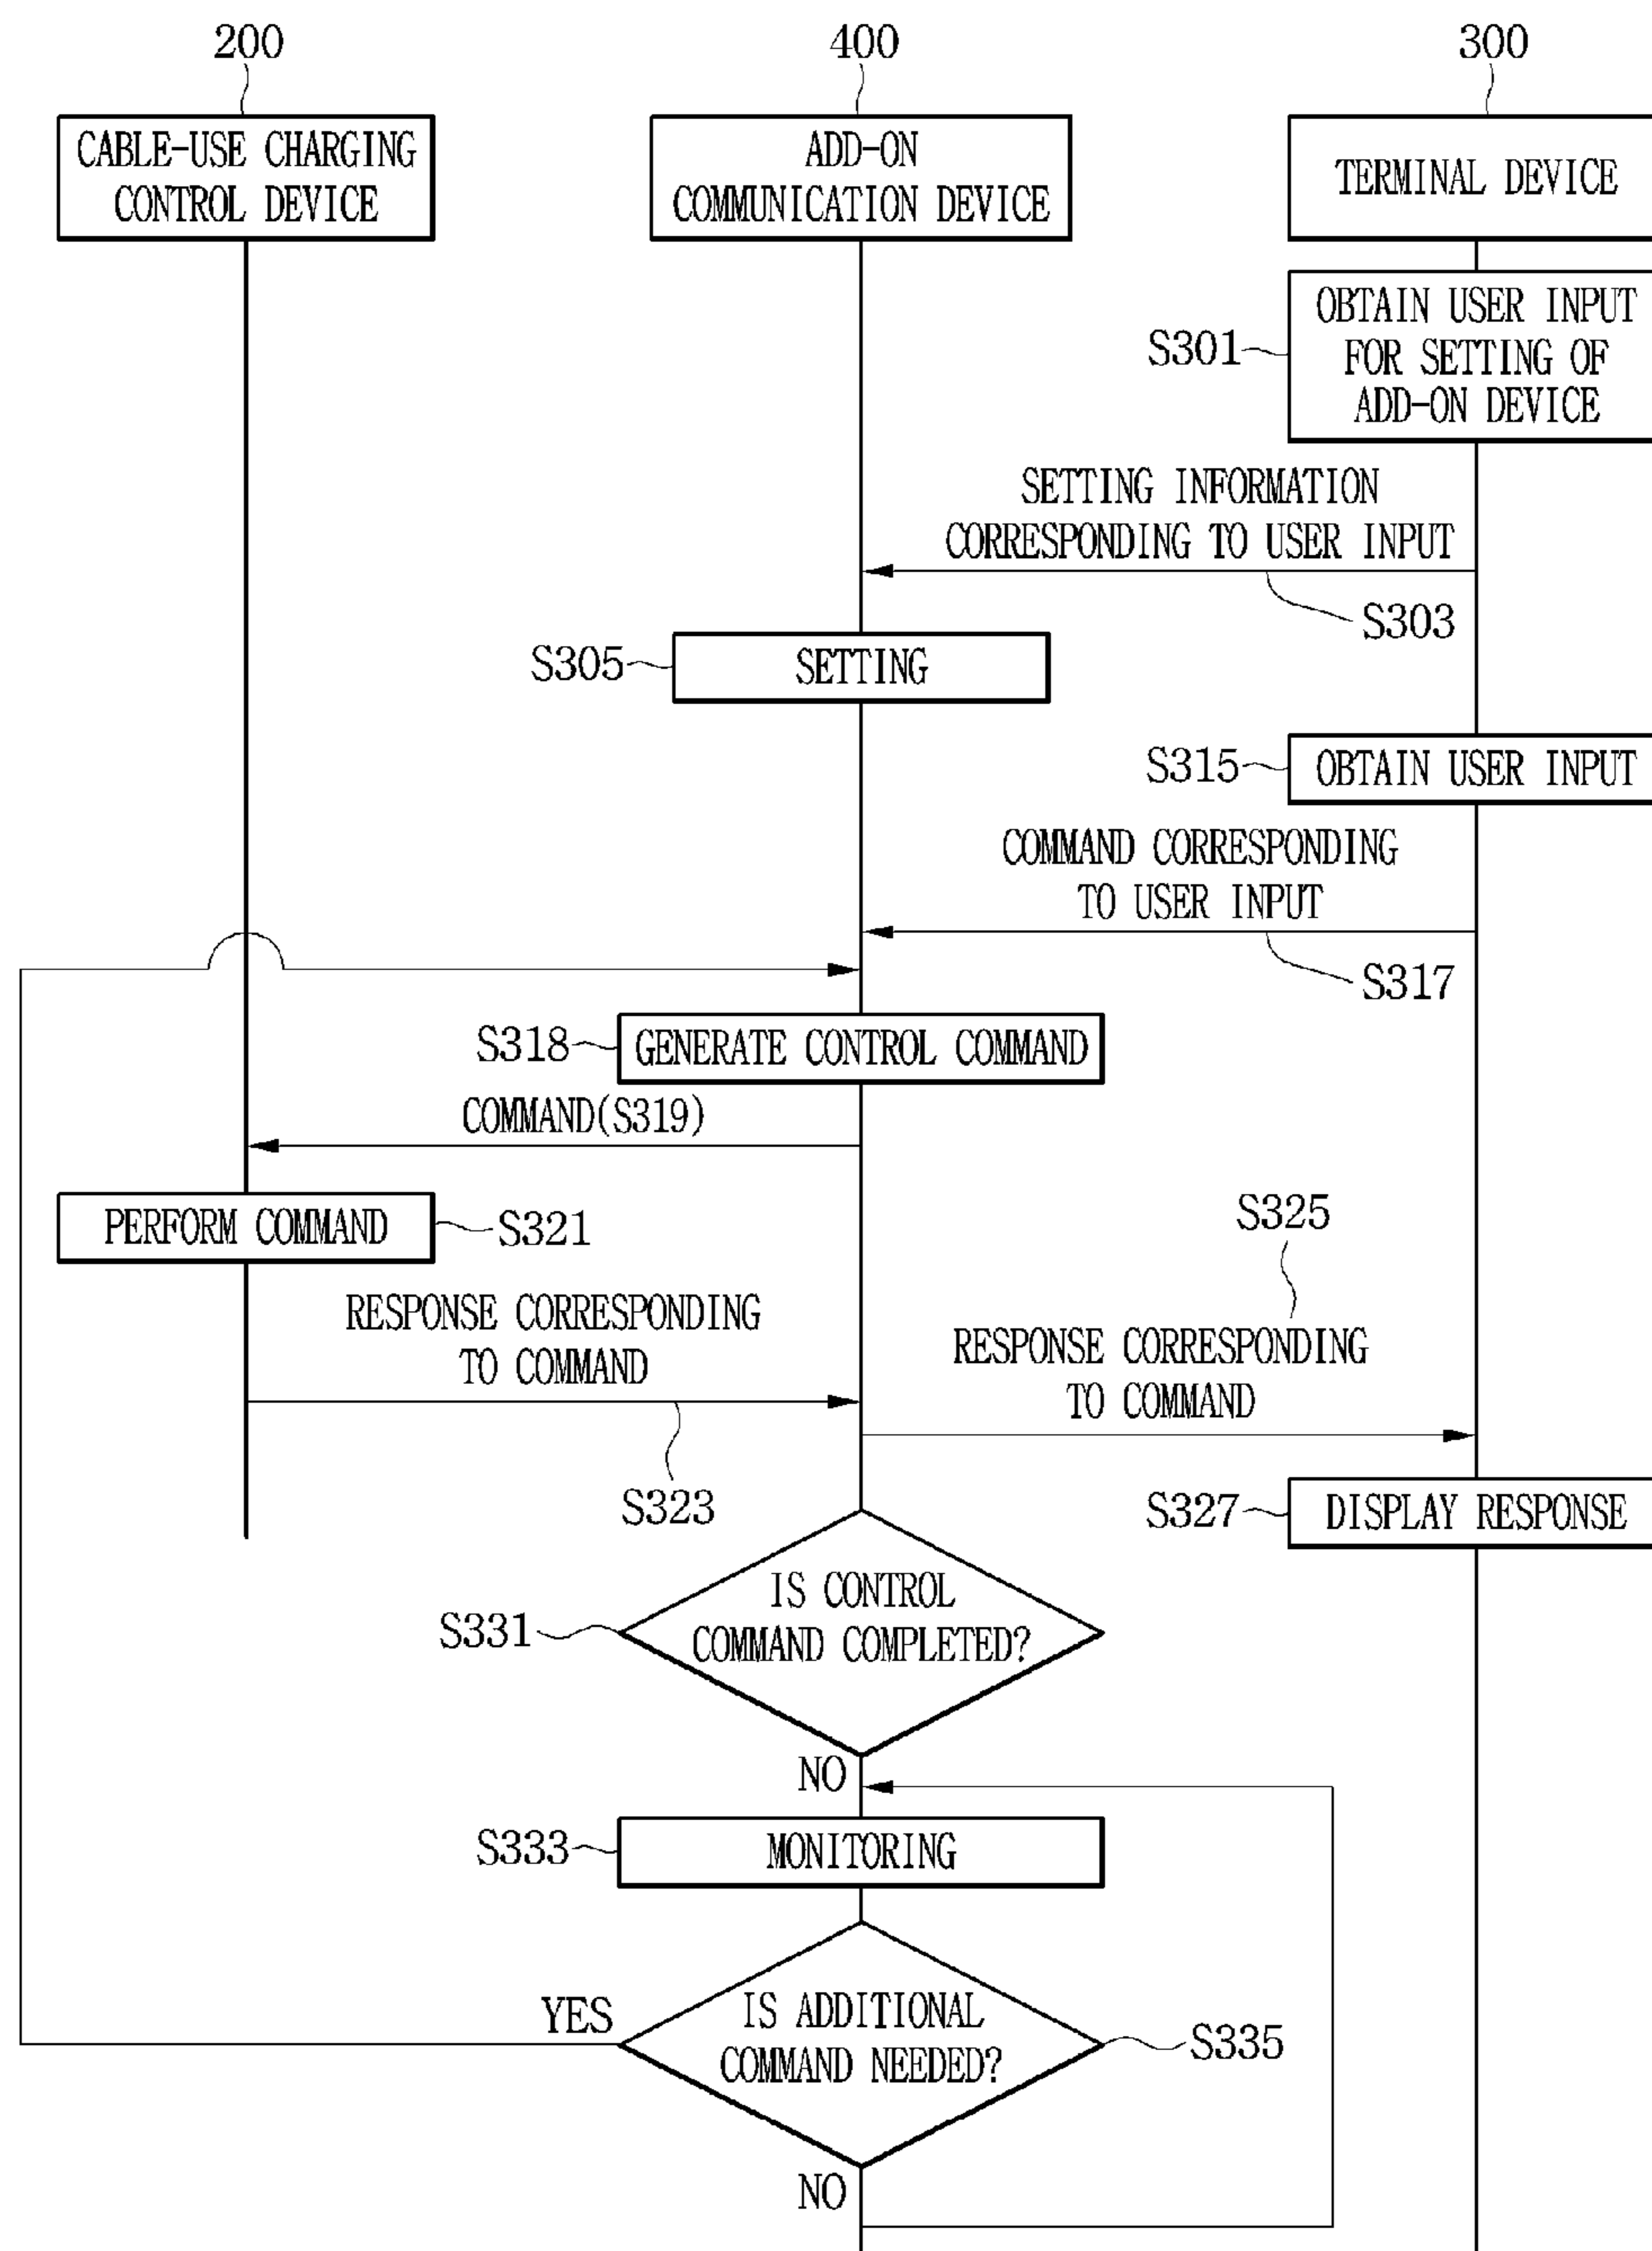 200
400
300
CABLE-USE CHARGING
CONTROL DEVICE
ADD-ON
COMMUNICATION DEVICE
TERMINAL DEVICE
S301
OBTAIN USER INPUT
FOR SETTING OF
ADD-ON DEVICE
SETTING INFORMATION
CORRESPONDING TO USER INPUT
S303
S305
SETTING
S315
OBTAIN USER INPUT
COMMAND CORRESPONDING
TO USER INPUT
S317
S318
GENERATE CONTROL COMMAND
COMMAND(S319)
PERFORM COMMAND
S321
S325
RESPONSE CORRESPONDING
TO COMMAND
RESPONSE CORRESPONDING
TO COMMAND
S323
S327
DISPLAY RESPONSE
S331
IS CONTROL
COMMAND COMPLETED?
NO
S333
MONITORING
YES
IS ADDITIONAL
COMMAND NEEDED?
S335
NO